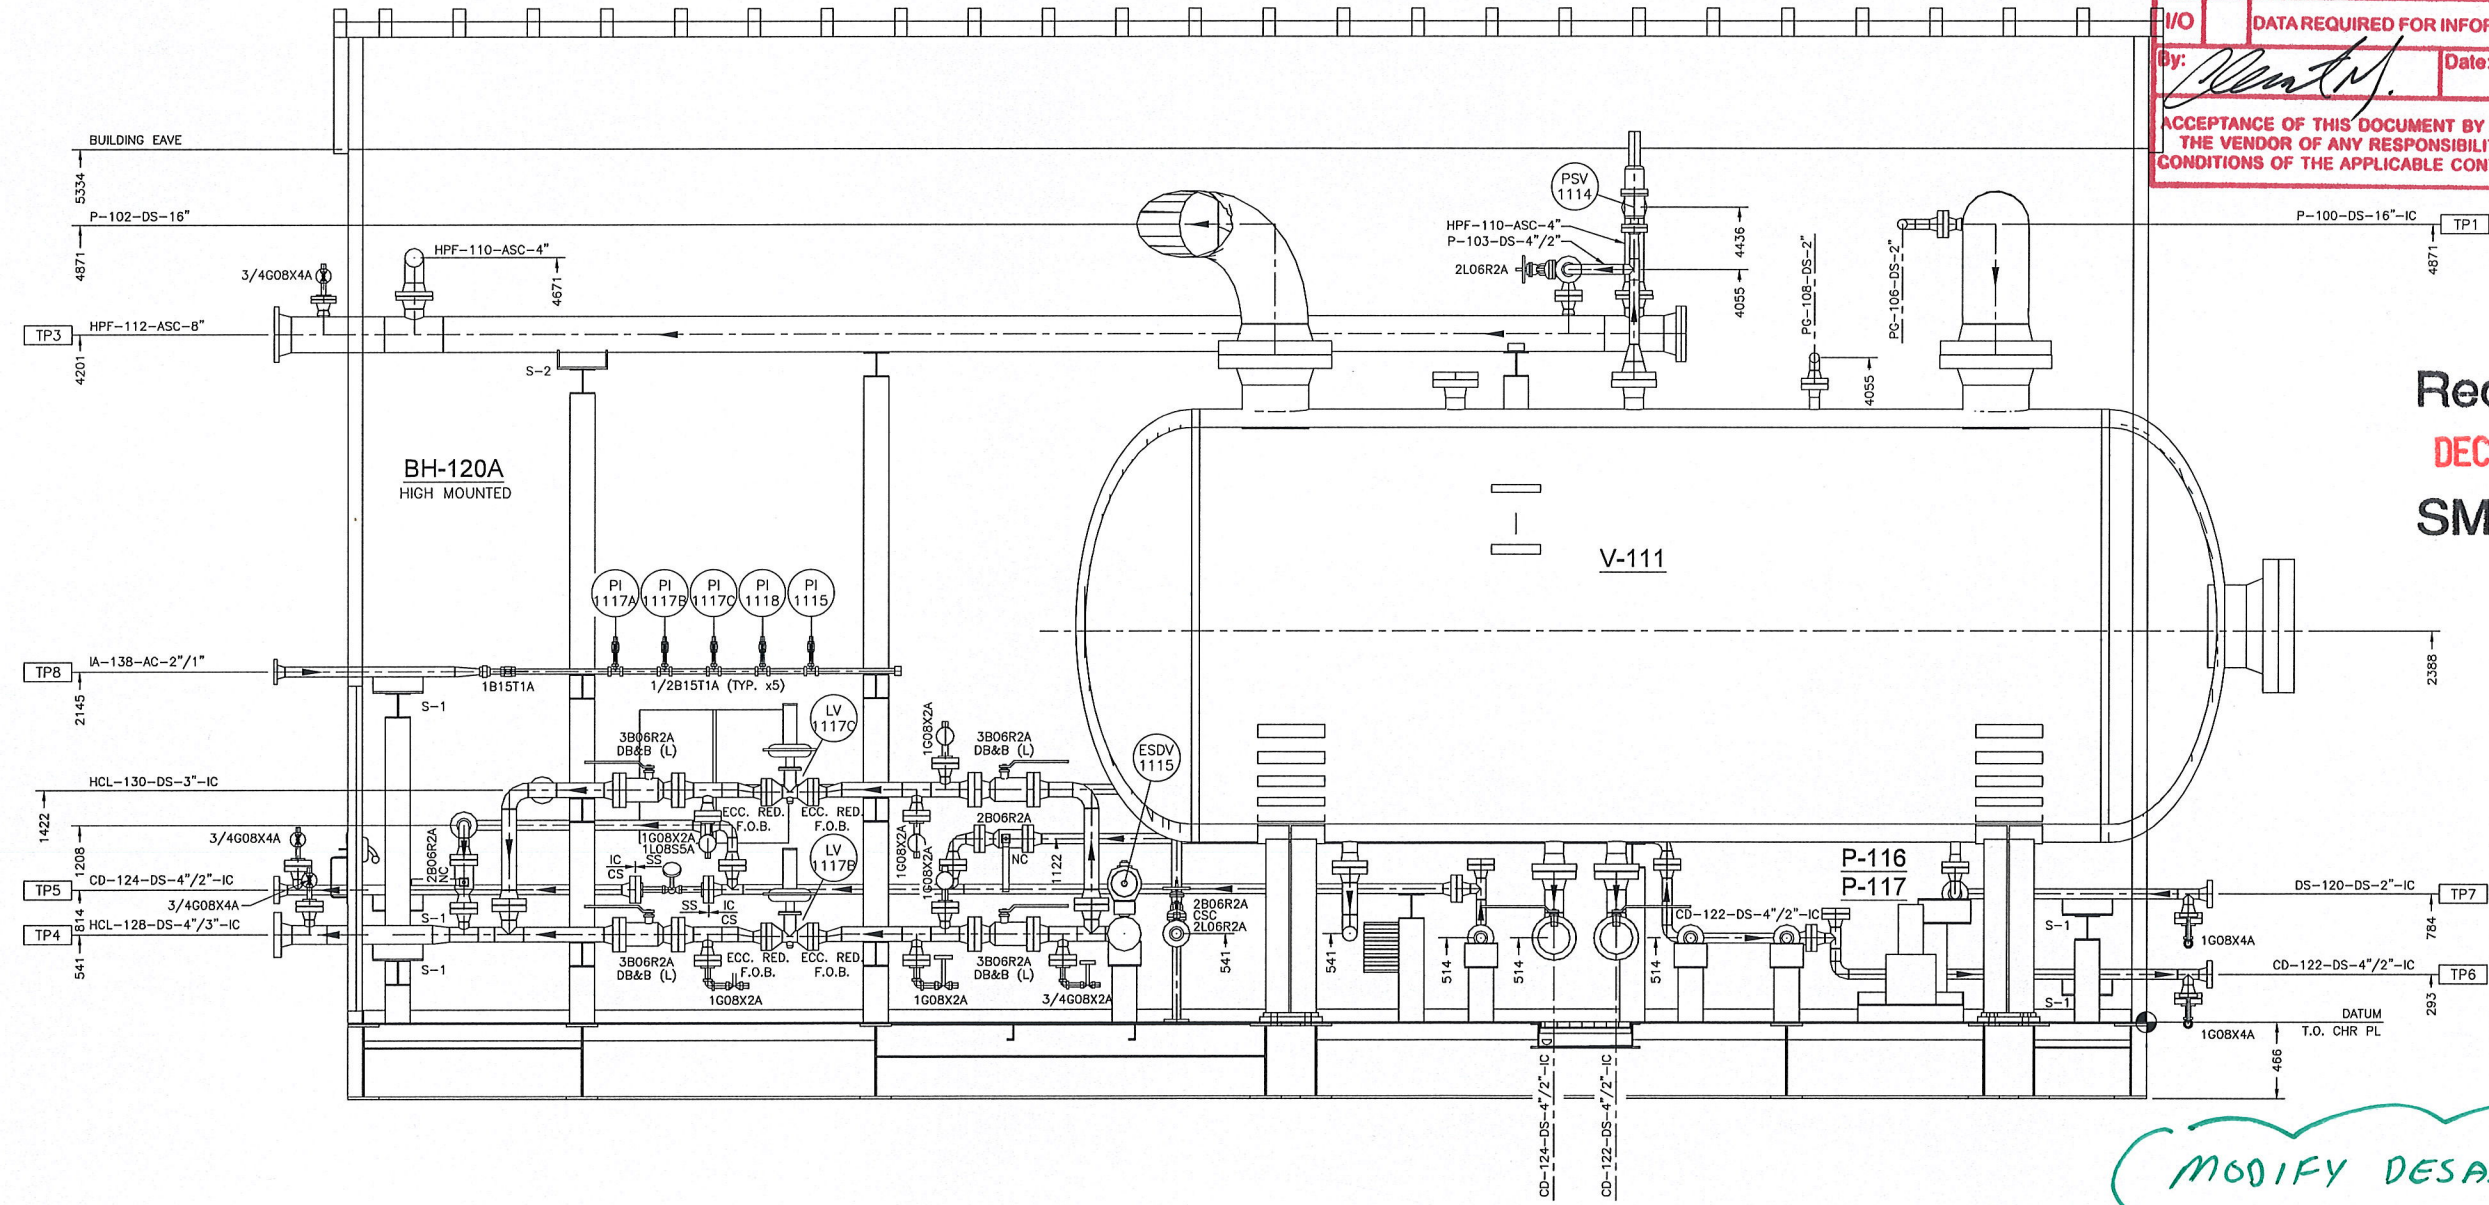 I/O DATA REQUIRED FOR INFOR
By:
Date:
ACCEPTANCE OF THIS DOCUMENT BY
THE VENDOR OF ANY RESPONSIBILI
CONDITIONS OF THE APPLICABLE CON
BUILDING EAVE
5334
P-102-DS-16"
4871
HPF-110-ASC-4"
3/4G08X4A
4671
TP3
HPF-112-ASC-8"
4201
S-2
PSV
1114
HPF-110-ASC-4"
P-103-DS-4"/2"
2L06R2A
4436
4055
PG-108-DS-2"
4055
PG-106-DS-2"
P-100-DS-16"-IC
TP1
4871
Rec
DEC
SM
BH-120A
HIGH MOUNTED
V-111
PI
1117A
PI
1117B
PI
1117C
PI
1118
PI
1115
TP8
IA-138-AC-2"/1"
2145
1B15T1A
1/2B15T1A (TYP. x5)
S-1
2388
LV
1117C
3B06R2A
DB&B (L)
1G08X2A
3B06R2A
DB&B (L)
ESDV
1115
HCL-130-DS-3"-IC
1422
1208
3/4G08X4A
2B06R2A
NC
ECC. RED.
F.O.B.
ECC. RED.
F.O.B.
1G08X2A
1L08S5A
LV
1117B
1G08X2A
1G08X2A
2B06R2A
NC
1122
IC
CS
SS
SS
IC
CS
TP5
CD-124-DS-4"/2"-IC
3/4G08X4A
814
S-1
TP4
HCL-128-DS-4"/3"-IC
541
S-1
3B06R2A
DB&B (L)
ECC. RED.
F.O.B.
ECC. RED.
F.O.B.
3B06R2A
DB&B (L)
1G08X2A
1G08X2A
3/4G08X2A
2B06R2A
CSC
2L06R2A
541
541
514
514
514
CD-122-DS-4"/2"-IC
P-116
P-117
DS-120-DS-2"-IC
TP7
784
S-1
1G08X4A
CD-122-DS-4"/2"-IC
TP6
293
S-1
1G08X4A
DATUM
T.O. CHR PL
466
CD-124-DS-4"/2"-IC
CD-122-DS-4"/2"-IC
MODIFY DESA